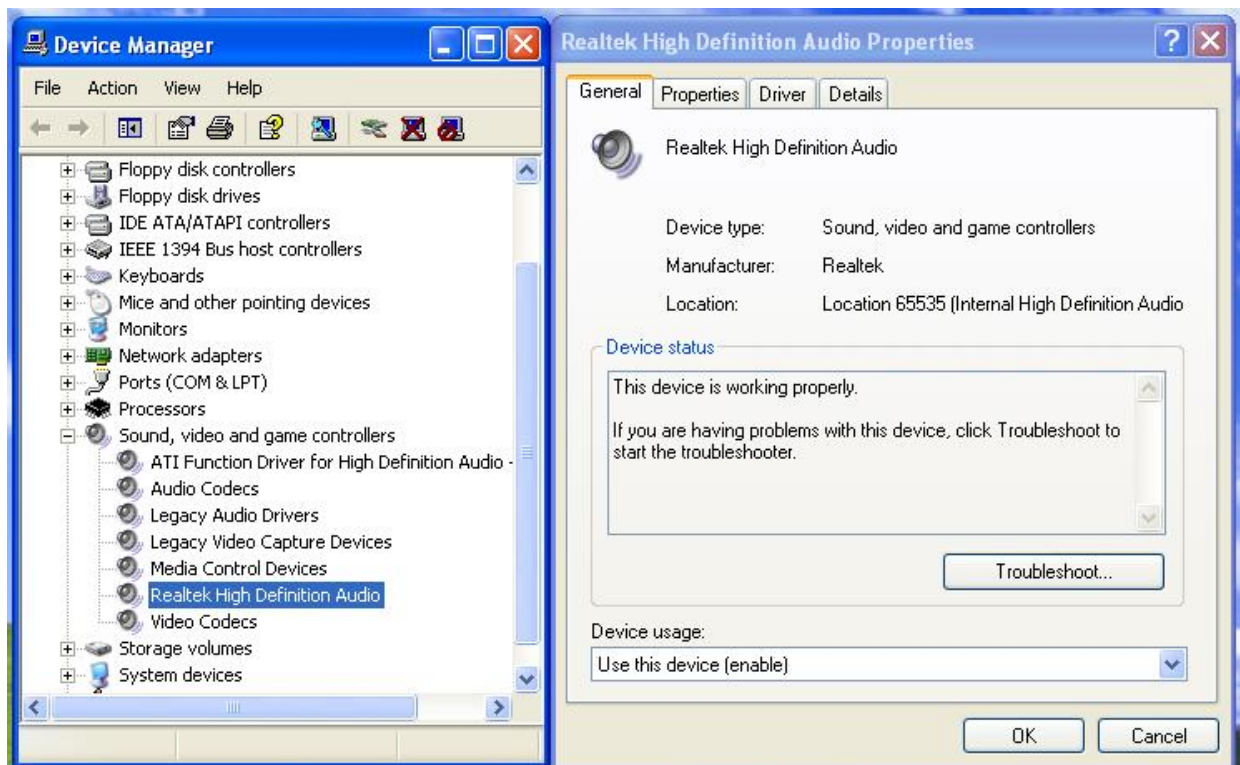 Device Manager
File Action View Help
Floppy disk controllers
Floppy disk drives
IDE ATA/ATAPI controllers
IEEE 1394 Bus host controllers
Keyboards
Mice and other pointing devices
Monitors
Network adapters
Ports (COM & LPT)
Processors
Sound, video and game controllers
ATI Function Driver for High Definition Audio -
Audio Codecs
Legacy Audio Drivers
Legacy Video Capture Devices
Media Control Devices
Realtek High Definition Audio
Video Codecs
Storage volumes
System devices
Realtek High Definition Audio Properties
General Properties Driver Details
Realtek High Definition Audio
Device type: Sound, video and game controllers
Manufacturer: Realtek
Location: Location 65535 (Internal High Definition Audio
Device status
This device is working properly.
If you are having problems with this device, click Troubleshoot to
start the troubleshooter.
Troubleshoot...
Device usage:
Use this device (enable)
OK Cancel